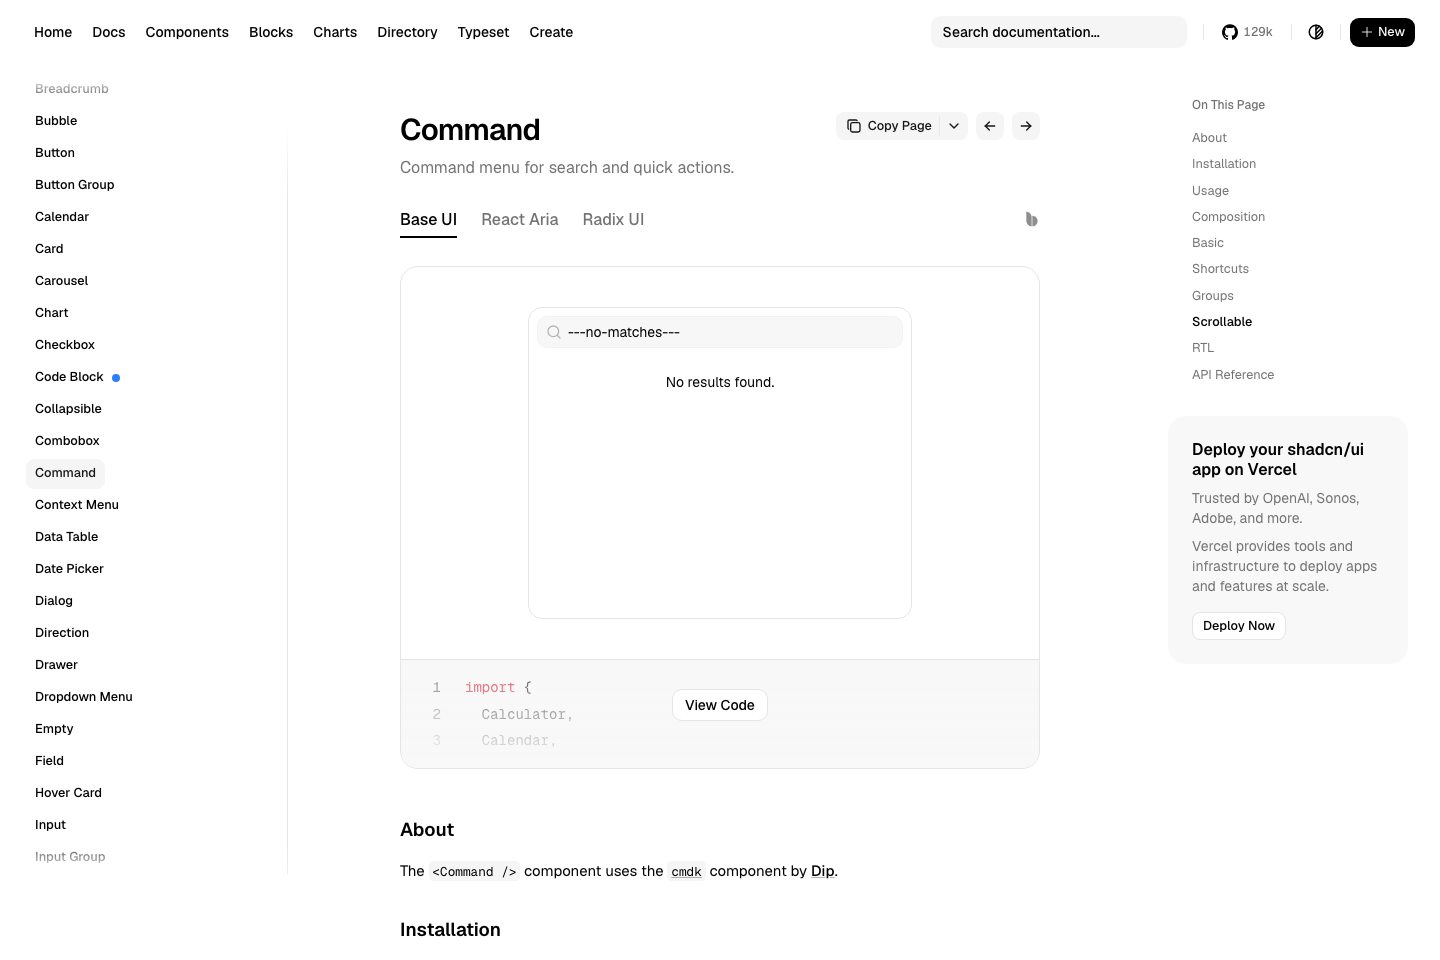 Home Docs Components Blocks Charts Directory Typeset Create
Search documentation...
129k
New
Breadcrumb
Bubble
Button
Button Group
Calendar
Card
Carousel
Chart
Checkbox
Code Block
Collapsible
Combobox
Command
Context Menu
Data Table
Date Picker
Dialog
Direction
Drawer
Dropdown Menu
Empty
Field
Hover Card
Input
Input Group
Command
Copy Page
Command menu for search and quick actions.
Base UI React Aria Radix UI
---no-matches---
No results found.
1 import {
2 Calculator,
3 Calendar,
View Code
About
The <Command /> component uses the cmdk component by Dip.
Installation
On This Page
About
Installation
Usage
Composition
Basic
Shortcuts
Groups
Scrollable
RTL
API Reference
Deploy your shadcn/ui
app on Vercel
Trusted by OpenAI, Sonos,
Adobe, and more.
Vercel provides tools and
infrastructure to deploy apps
and features at scale.
Deploy Now